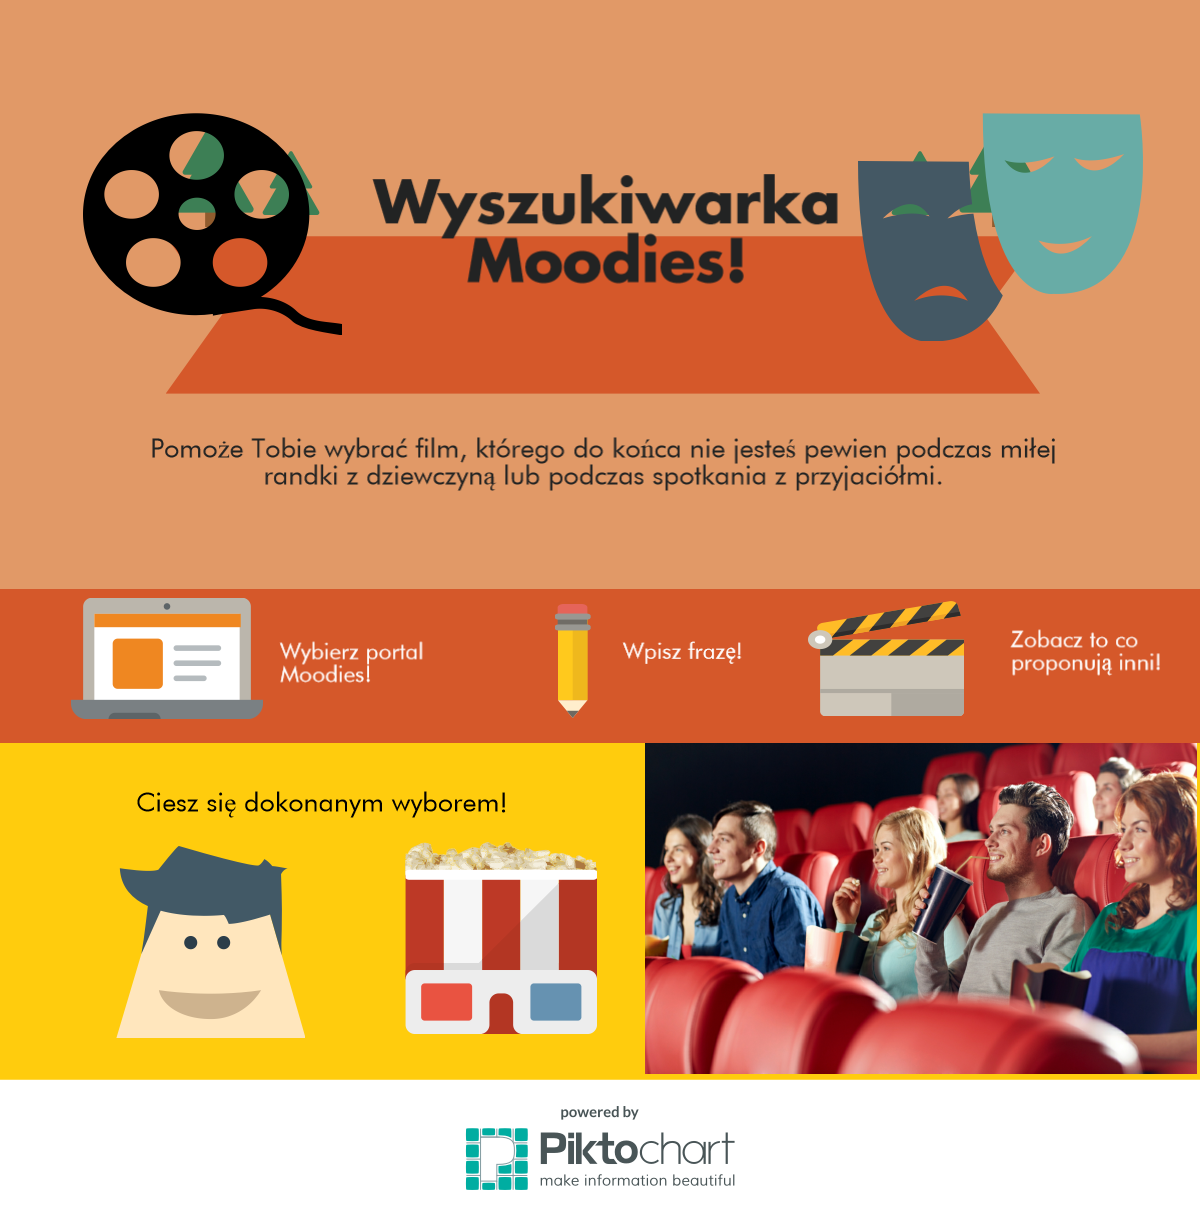 Wyszukiwarka
Moodies!
Pomoże Tobie wybrać film, którego do końca nie jesteś pewien podczas miłej
randki z dziewczyną lub podczas spotkania z przyjaciółmi.
Wybierz portal
Moodies!
Wpisz frazę!
Zobacz to co
proponują inni!
Ciesz się dokonanym wyborem!
powered by
Piktochart
make information beautiful